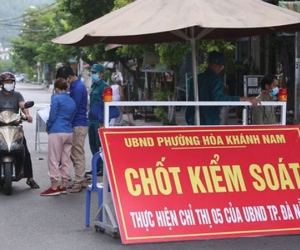 UBND PHƯỜNG HÒA KHÁNH NAM
CHỐT KIỂM SOÁT
THỰC HIỆN CHỈ THỊ 05 CỦA UBND TP. ĐÀ